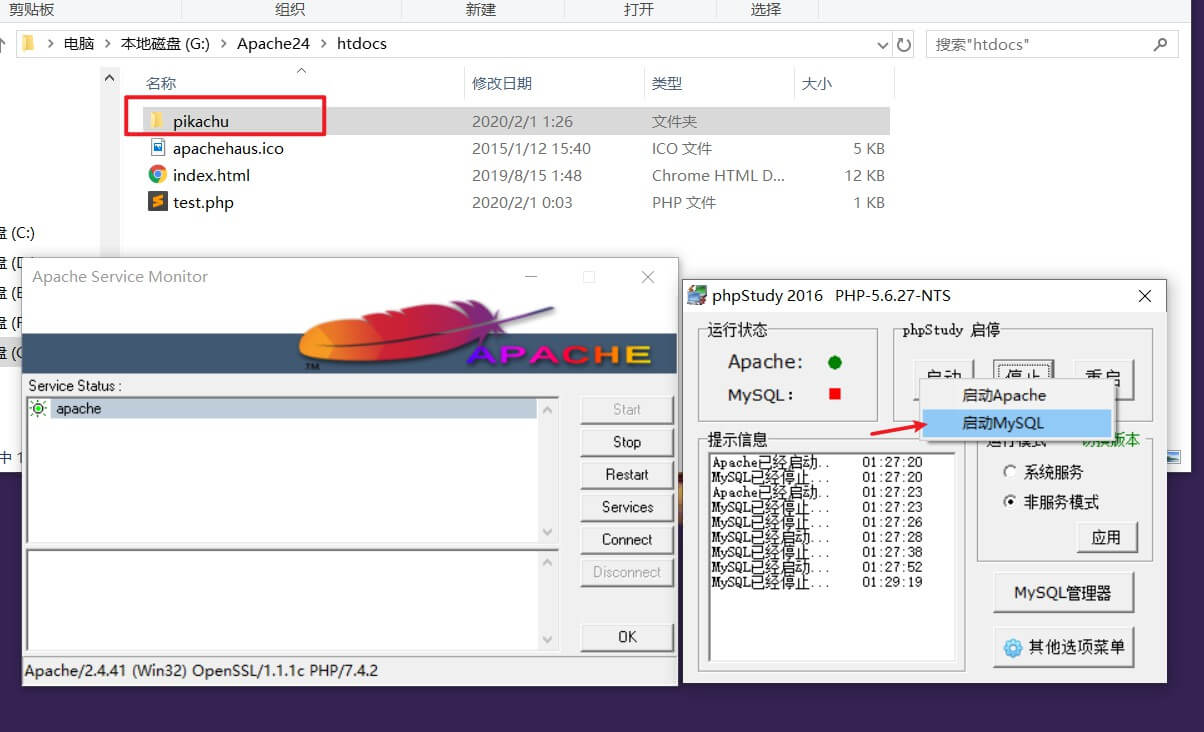 剪贴板 组织 新建 打开 选择
电脑 本地磁盘 (G:) Apache24 htdocs 搜索"htdocs"
名称 修改日期 类型 大小
pikachu 2020/2/1 1:26 文件夹
apachehaus.ico 2015/1/12 15:40 ICO 文件 5 KB
index.html 2019/8/15 1:48 Chrome HTML D... 12 KB
test.php 2020/2/1 0:03 PHP 文件 1 KB
盘 (C:)
Apache Service Monitor
TM APACHE
Service Status :
apache
Start
Stop
Restart
Services
Connect
Disconnect
OK
Apache/2.4.41 (Win32) OpenSSL/1.1.1c PHP/7.4.2
phpStudy 2016 PHP-5.6.27-NTS
运行状态
Apache:
MySQL:
phpStudy 启停
启动 停止 重启
启动Apache
启动MySQL
运行模式 切换版本
系统服务
非服务模式
应用
提示信息
Apache已经启动.. 01:27:20
MySQL已经停止... 01:27:20
Apache已经启动.. 01:27:23
MySQL已经停止... 01:27:23
MySQL已经停止... 01:27:26
MySQL已经启动... 01:27:28
MySQL已经停止... 01:27:38
MySQL已经启动... 01:27:52
MySQL已经停止... 01:29:19
MySQL管理器
其他选项菜单